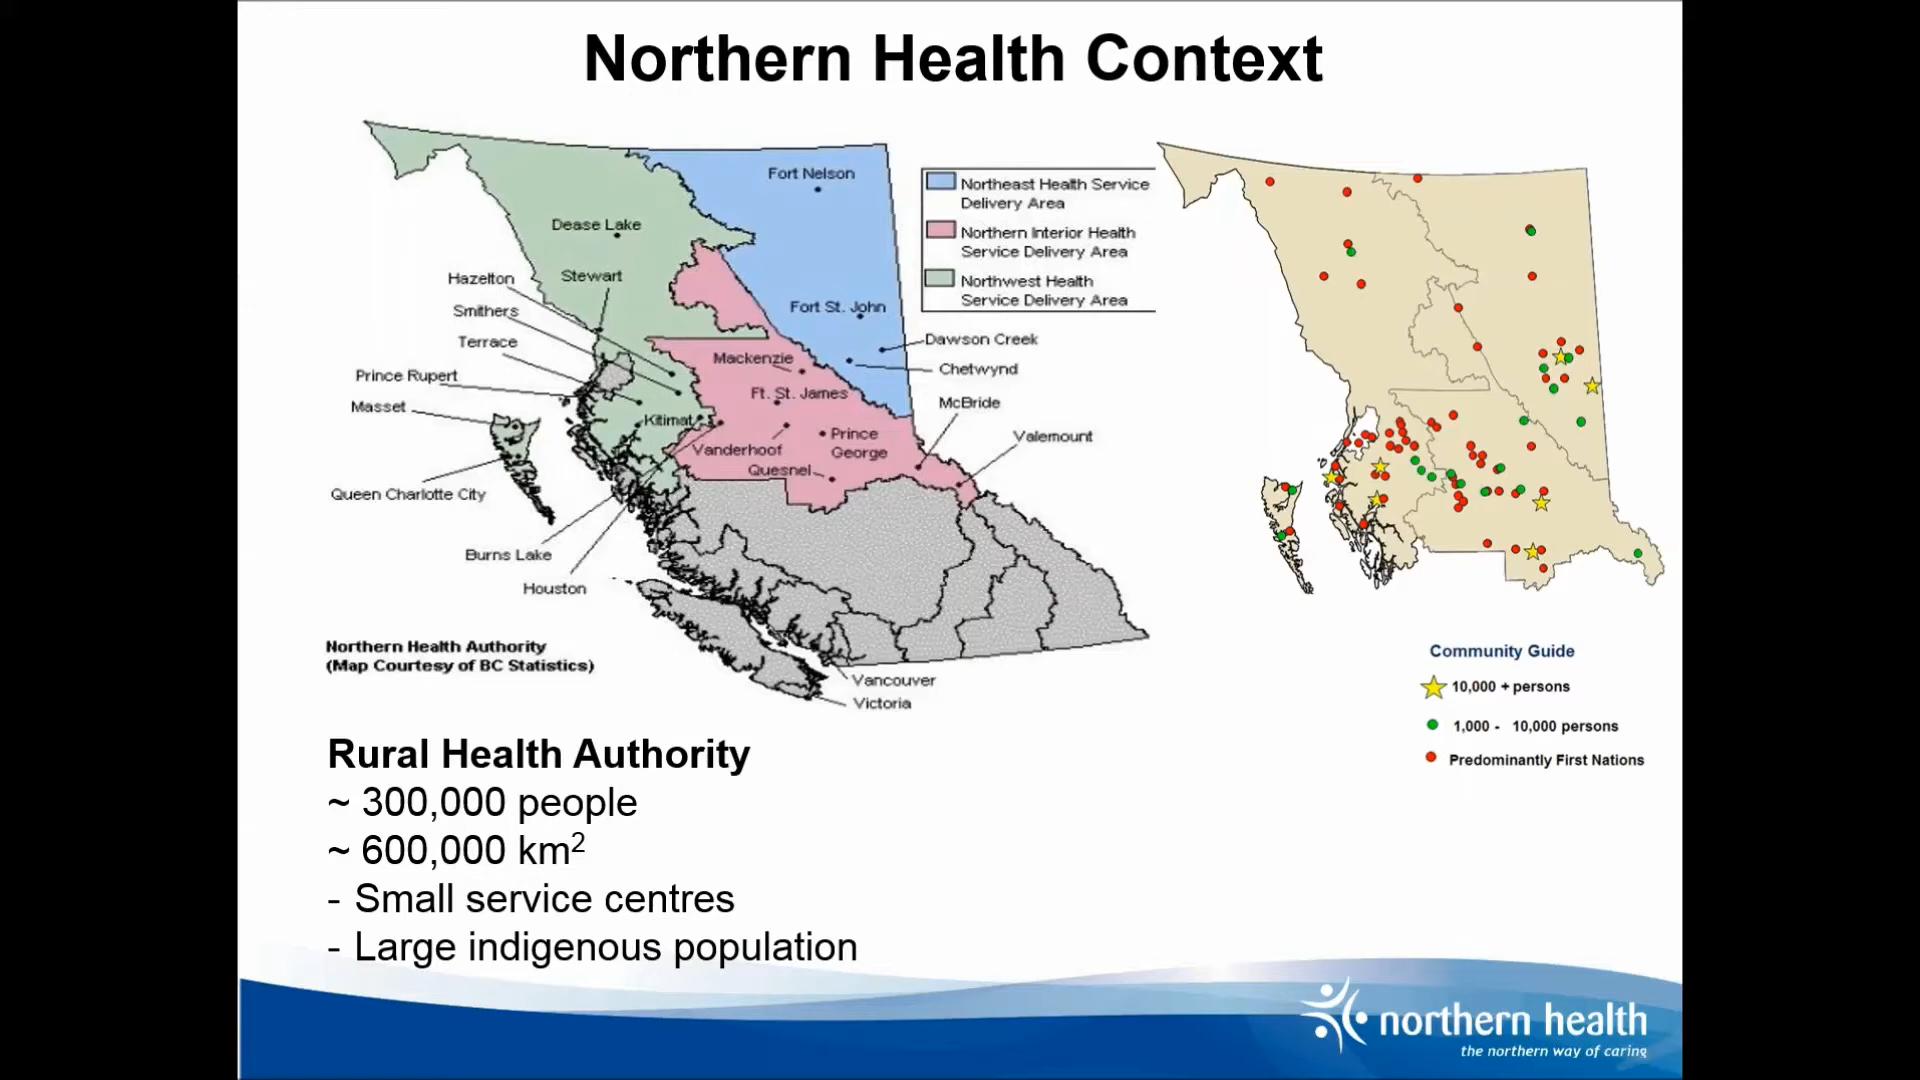 Northern Health Context
Fort Nelson
Dease Lake
Hazelton
Stewart
Smithers
Fort St. John
Terrace
Dawson Creek
Mackenzie
Chetwynd
Prince Rupert
Ft. St. James
Masset
McBride
Kitimat
Prince
George
Valemount
Vanderhoof
Quesnel
Queen Charlotte City
Burns Lake
Houston
Northern Health Authority
(Map Courtesy of BC Statistics)
Vancouver
Victoria
Northeast Health Service
Delivery Area
Northern Interior Health
Service Delivery Area
Northwest Health
Service Delivery Area
Community Guide
10,000 + persons
1,000 - 10,000 persons
Predominantly First Nations
Rural Health Authority
~ 300,000 people
~ 600,000 km²
- Small service centres
- Large indigenous population
northern health
the northern way of caring